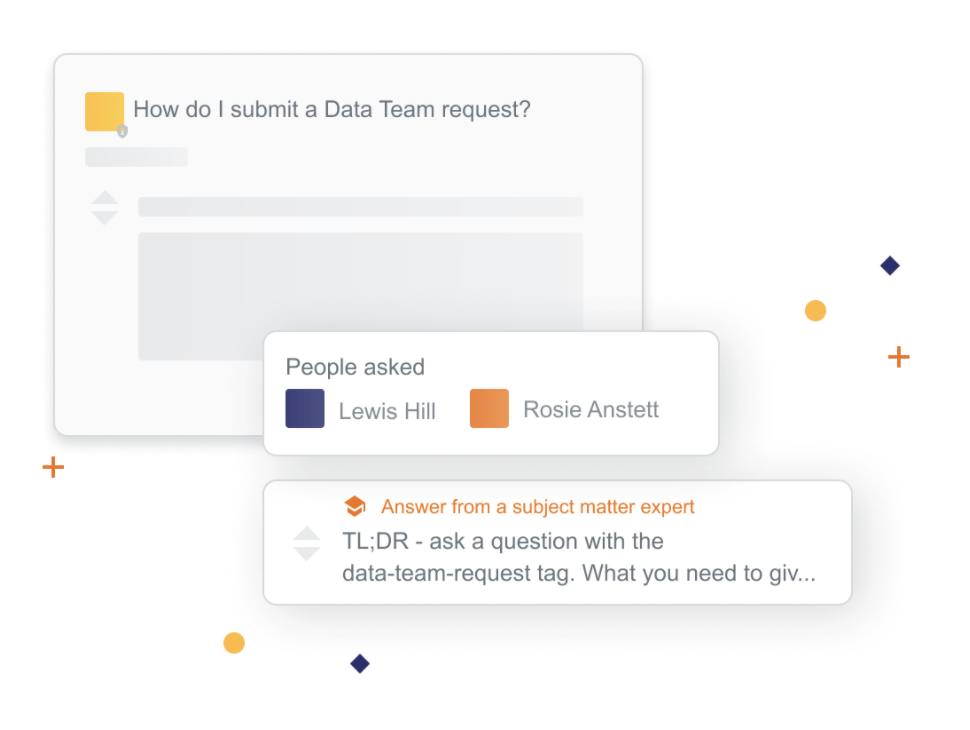 How do I submit a Data Team request?
People asked
Lewis Hill
Rosie Anstett
Answer from a subject matter expert
TL;DR - ask a question with the
data-team-request tag. What you need to giv...